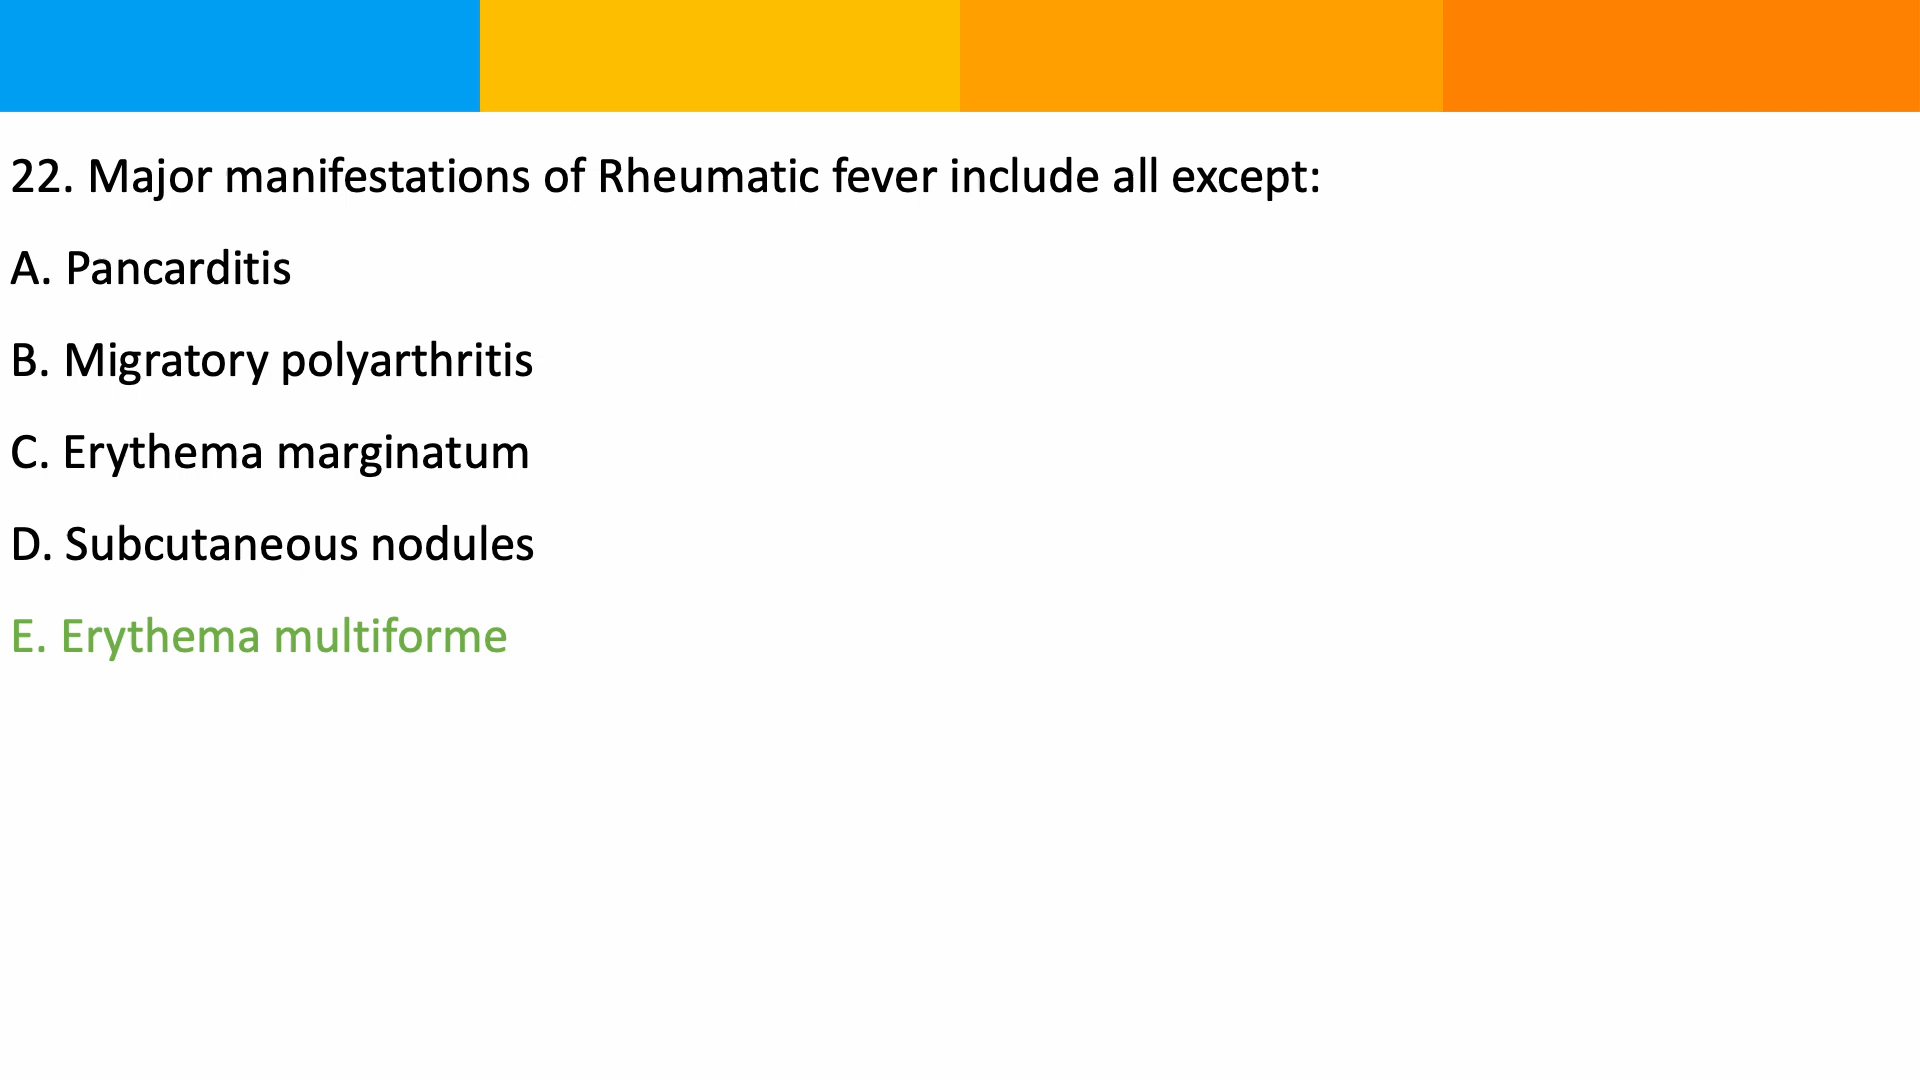 22. Major manifestations of Rheumatic fever include all except:
A. Pancarditis
B. Migratory polyarthritis
C. Erythema marginatum
D. Subcutaneous nodules
E. Erythema multiforme